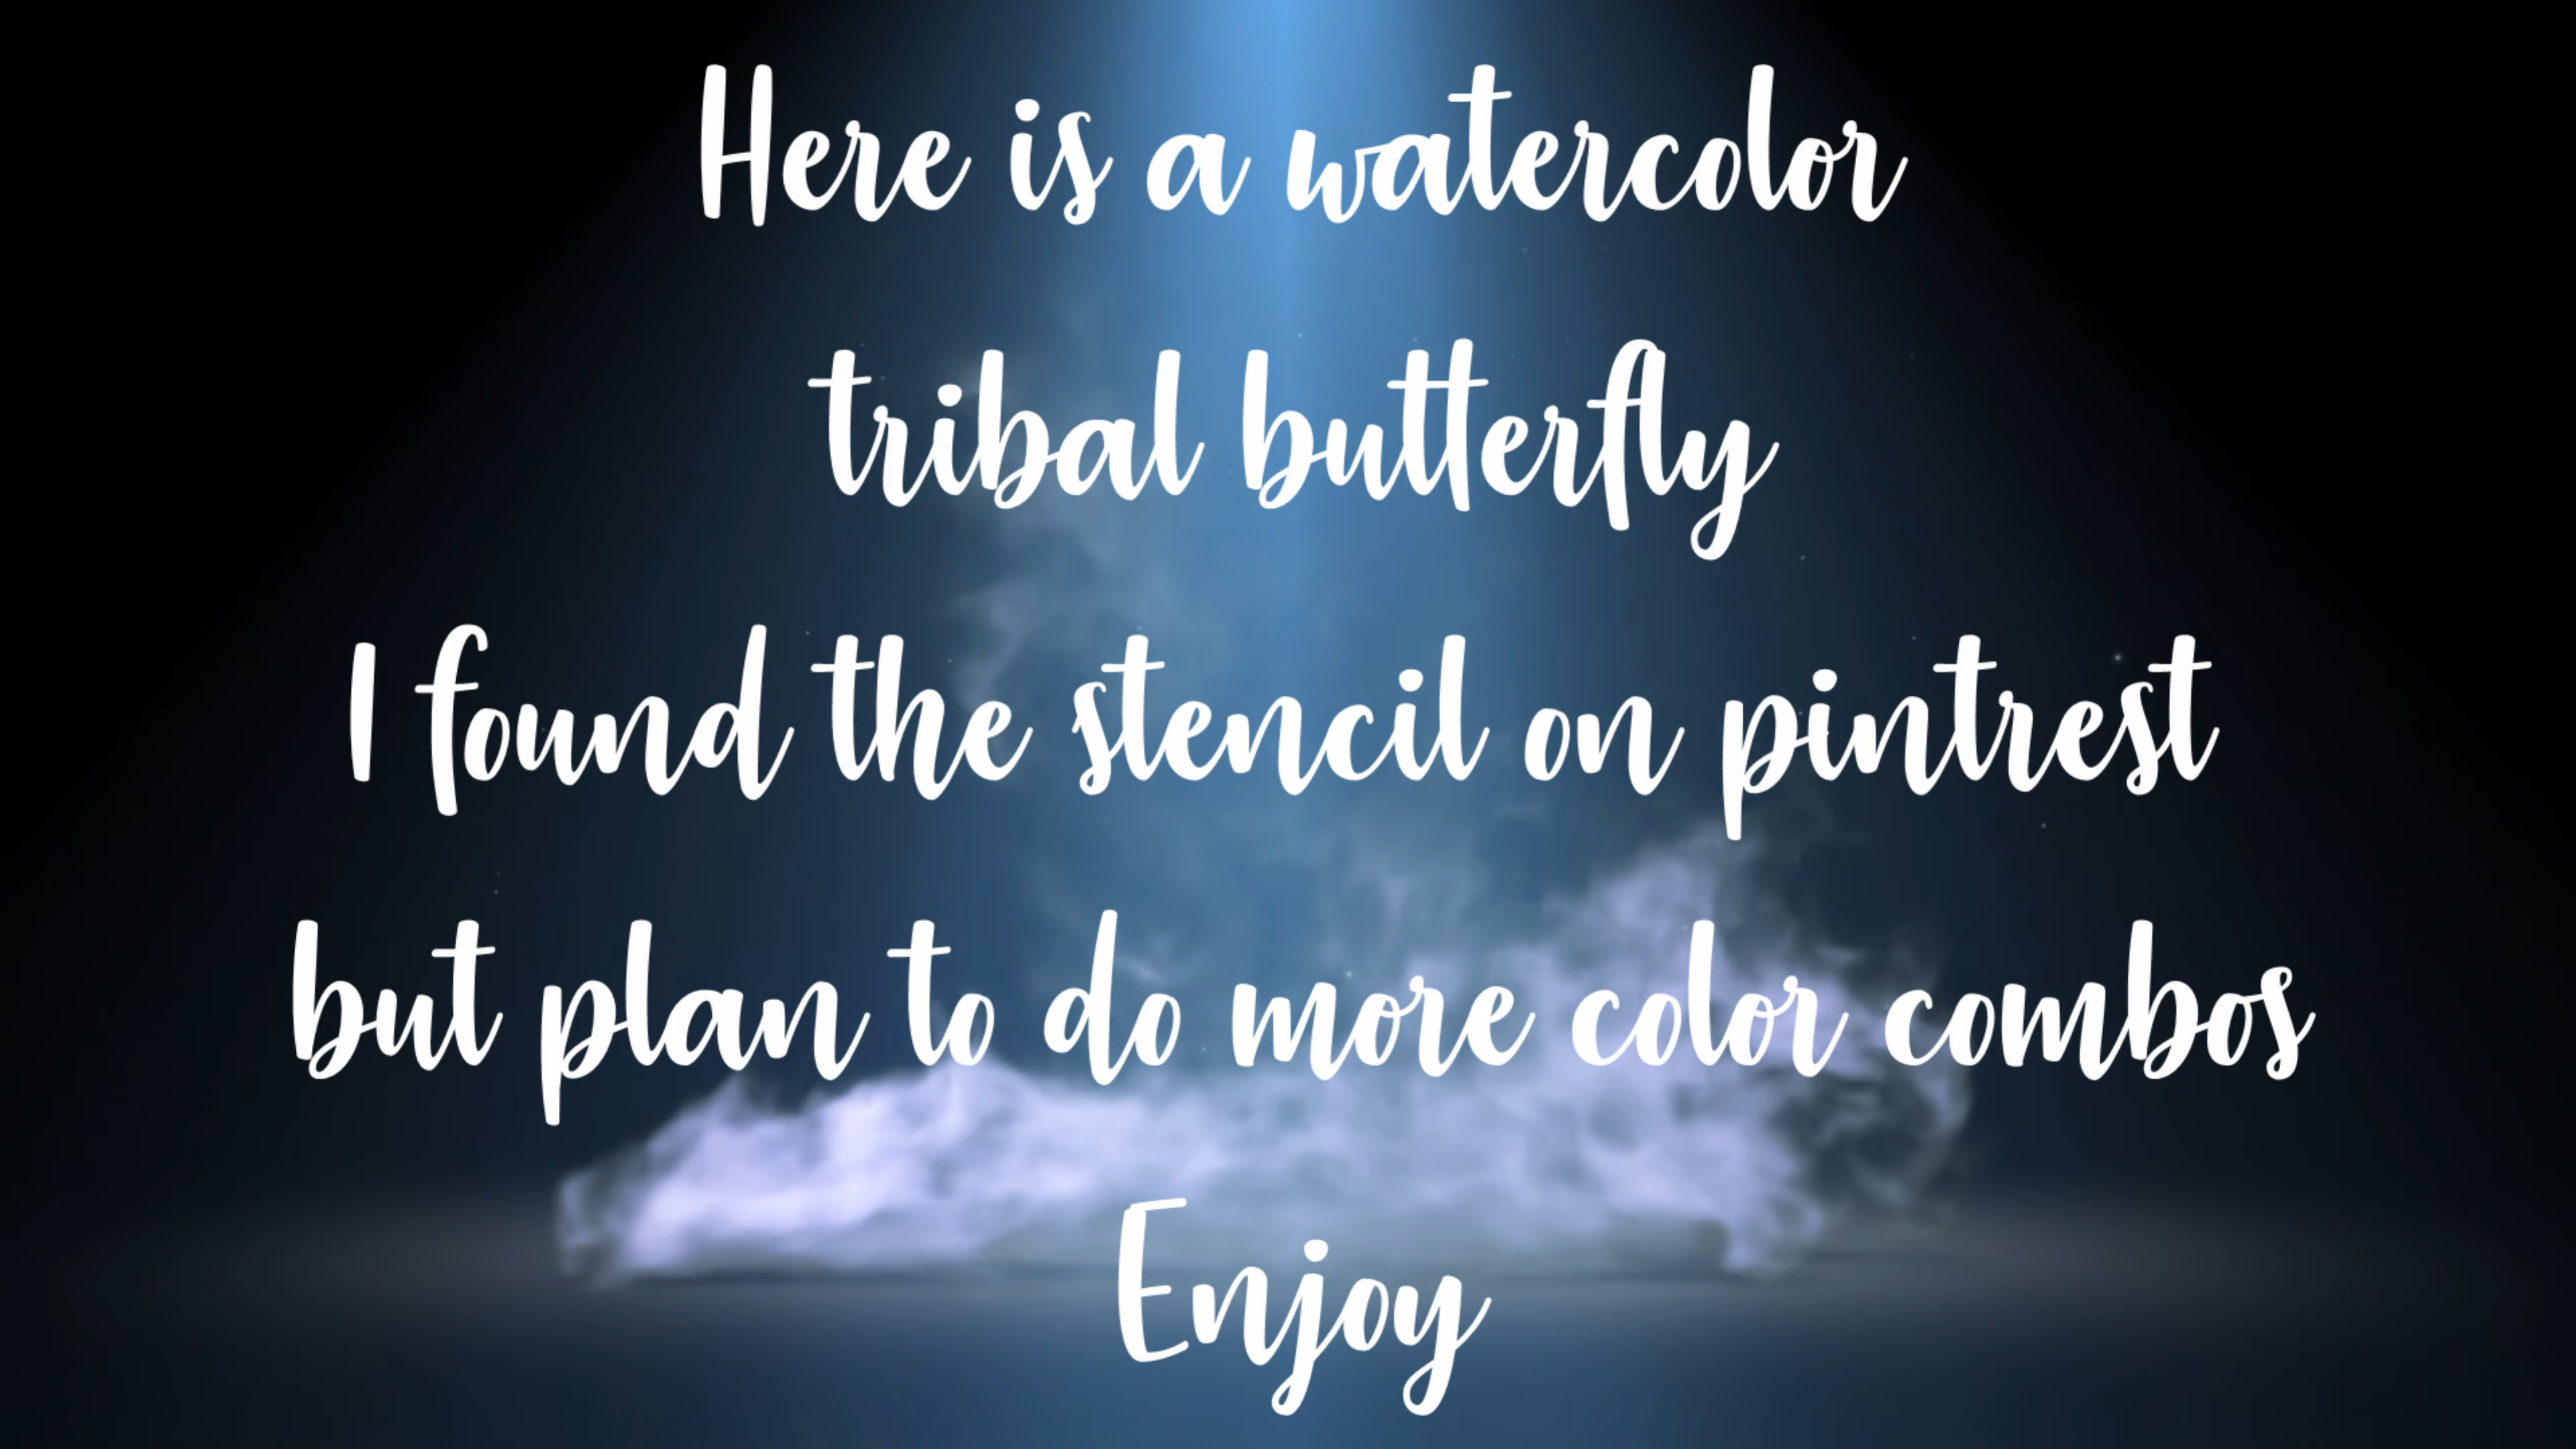 Here is a watercolor
tribal butterfly
I found the stencil on pintrest
but plan to do more color combos
Enjoy